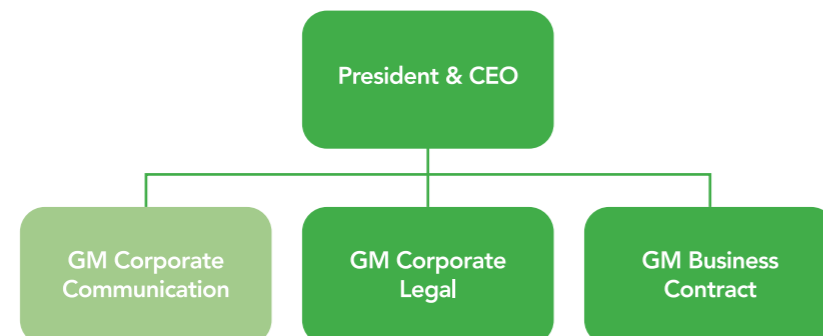 President & CEO
GM Corporate
Communication
GM Corporate
Legal
GM Business
Contract